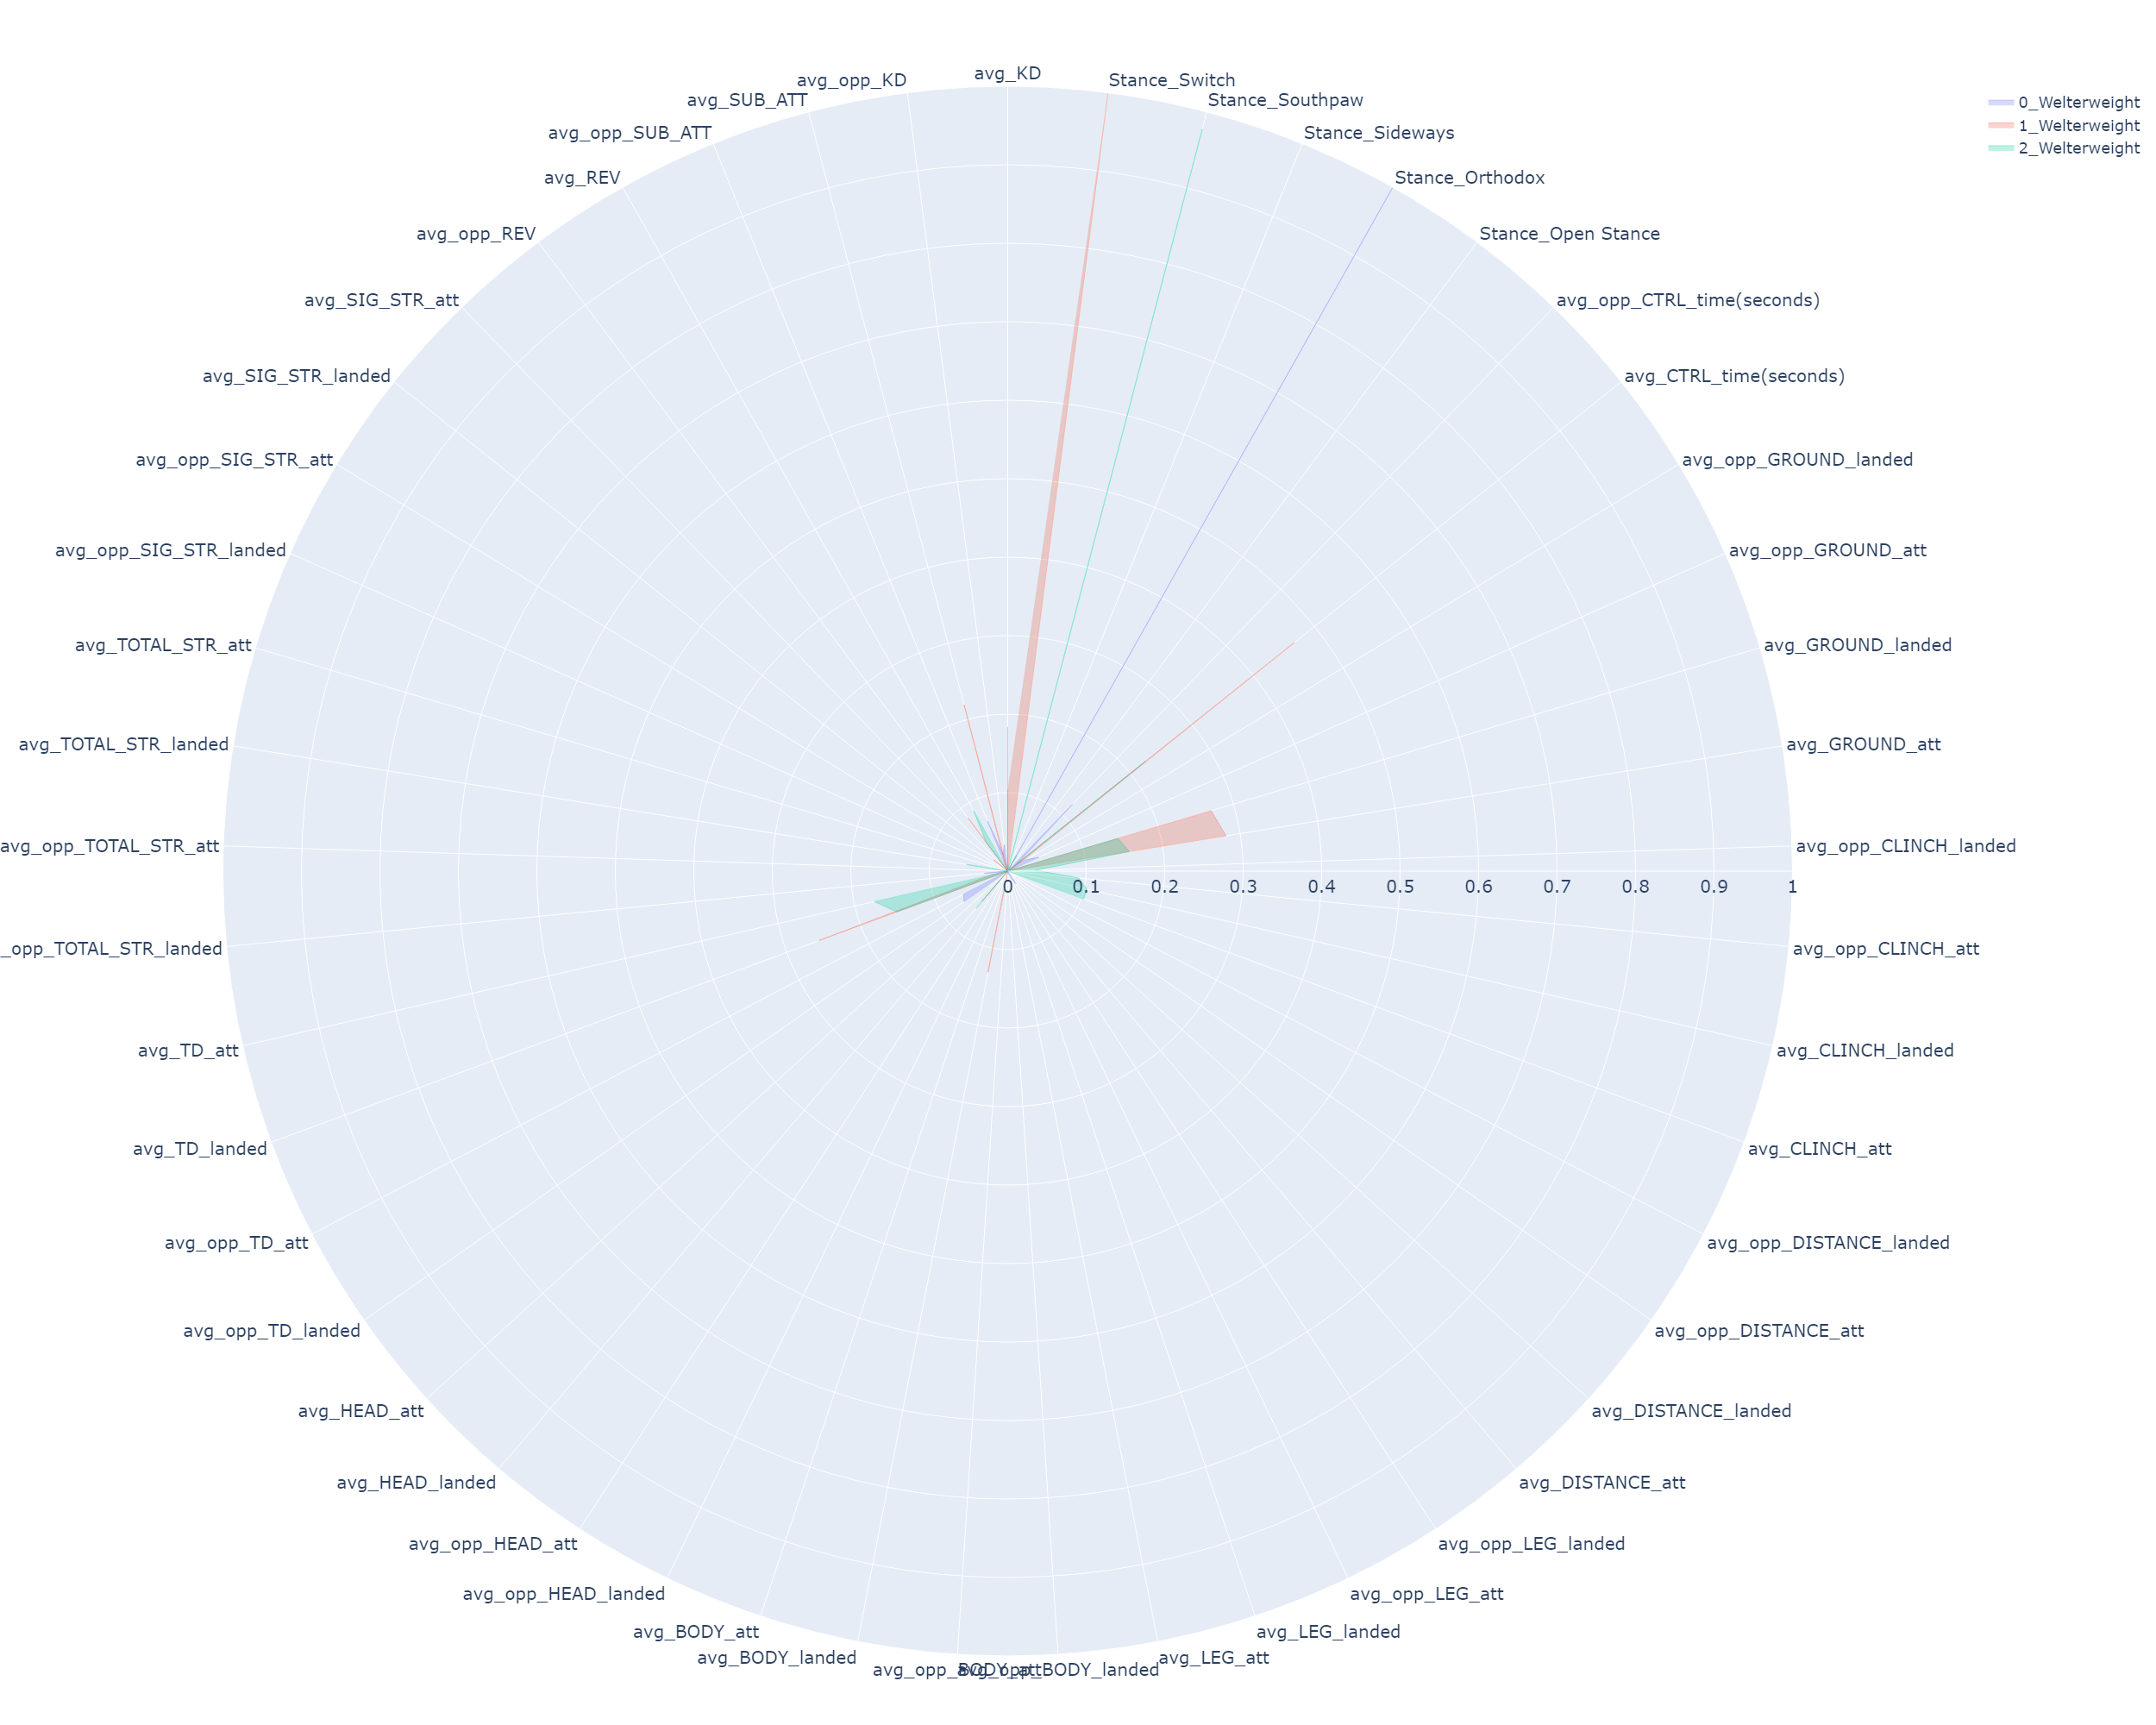 avg_KD
avg_opp_KD
Stance_Switch
avg_SUB_ATT
Stance_Southpaw
0_Welterweight
1_Welterweight
2_Welterweight
avg_opp_SUB_ATT
Stance_Sideways
avg_REV
Stance_Orthodox
avg_opp_REV
Stance_Open Stance
avg_SIG_STR_att
avg_opp_CTRL_time(seconds)
avg_SIG_STR_landed
avg_CTRL_time(seconds)
avg_opp_SIG_STR_att
avg_opp_GROUND_landed
avg_opp_SIG_STR_landed
avg_opp_GROUND_att
avg_TOTAL_STR_att
avg_GROUND_landed
avg_TOTAL_STR_landed
avg_GROUND_att
avg_opp_TOTAL_STR_att
avg_opp_CLINCH_landed
0 0.1 0.2 0.3 0.4 0.5 0.6 0.7 0.8 0.9 1
_opp_TOTAL_STR_landed
avg_opp_CLINCH_att
avg_TD_att
avg_CLINCH_landed
avg_TD_landed
avg_CLINCH_att
avg_opp_TD_att
avg_opp_DISTANCE_landed
avg_opp_TD_landed
avg_opp_DISTANCE_att
avg_HEAD_att
avg_DISTANCE_landed
avg_HEAD_landed
avg_DISTANCE_att
avg_opp_HEAD_att
avg_opp_LEG_landed
avg_opp_HEAD_landed
avg_opp_LEG_att
avg_BODY_att
avg_LEG_landed
avg_BODY_landed
avg_LEG_att
avg_opp_BODY_att
avg_opp_BODY_landed